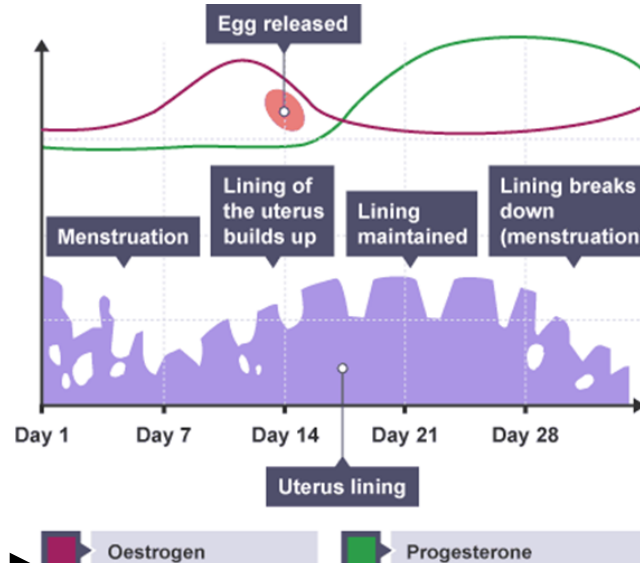 Egg released
Lining of
the uterus
builds up
Lining
maintained
Lining breaks
down
(menstruation
Menstruation
Day 1
Day 7
Day 14
Day 21
Day 28
Uterus lining
Oestrogen
Progesterone